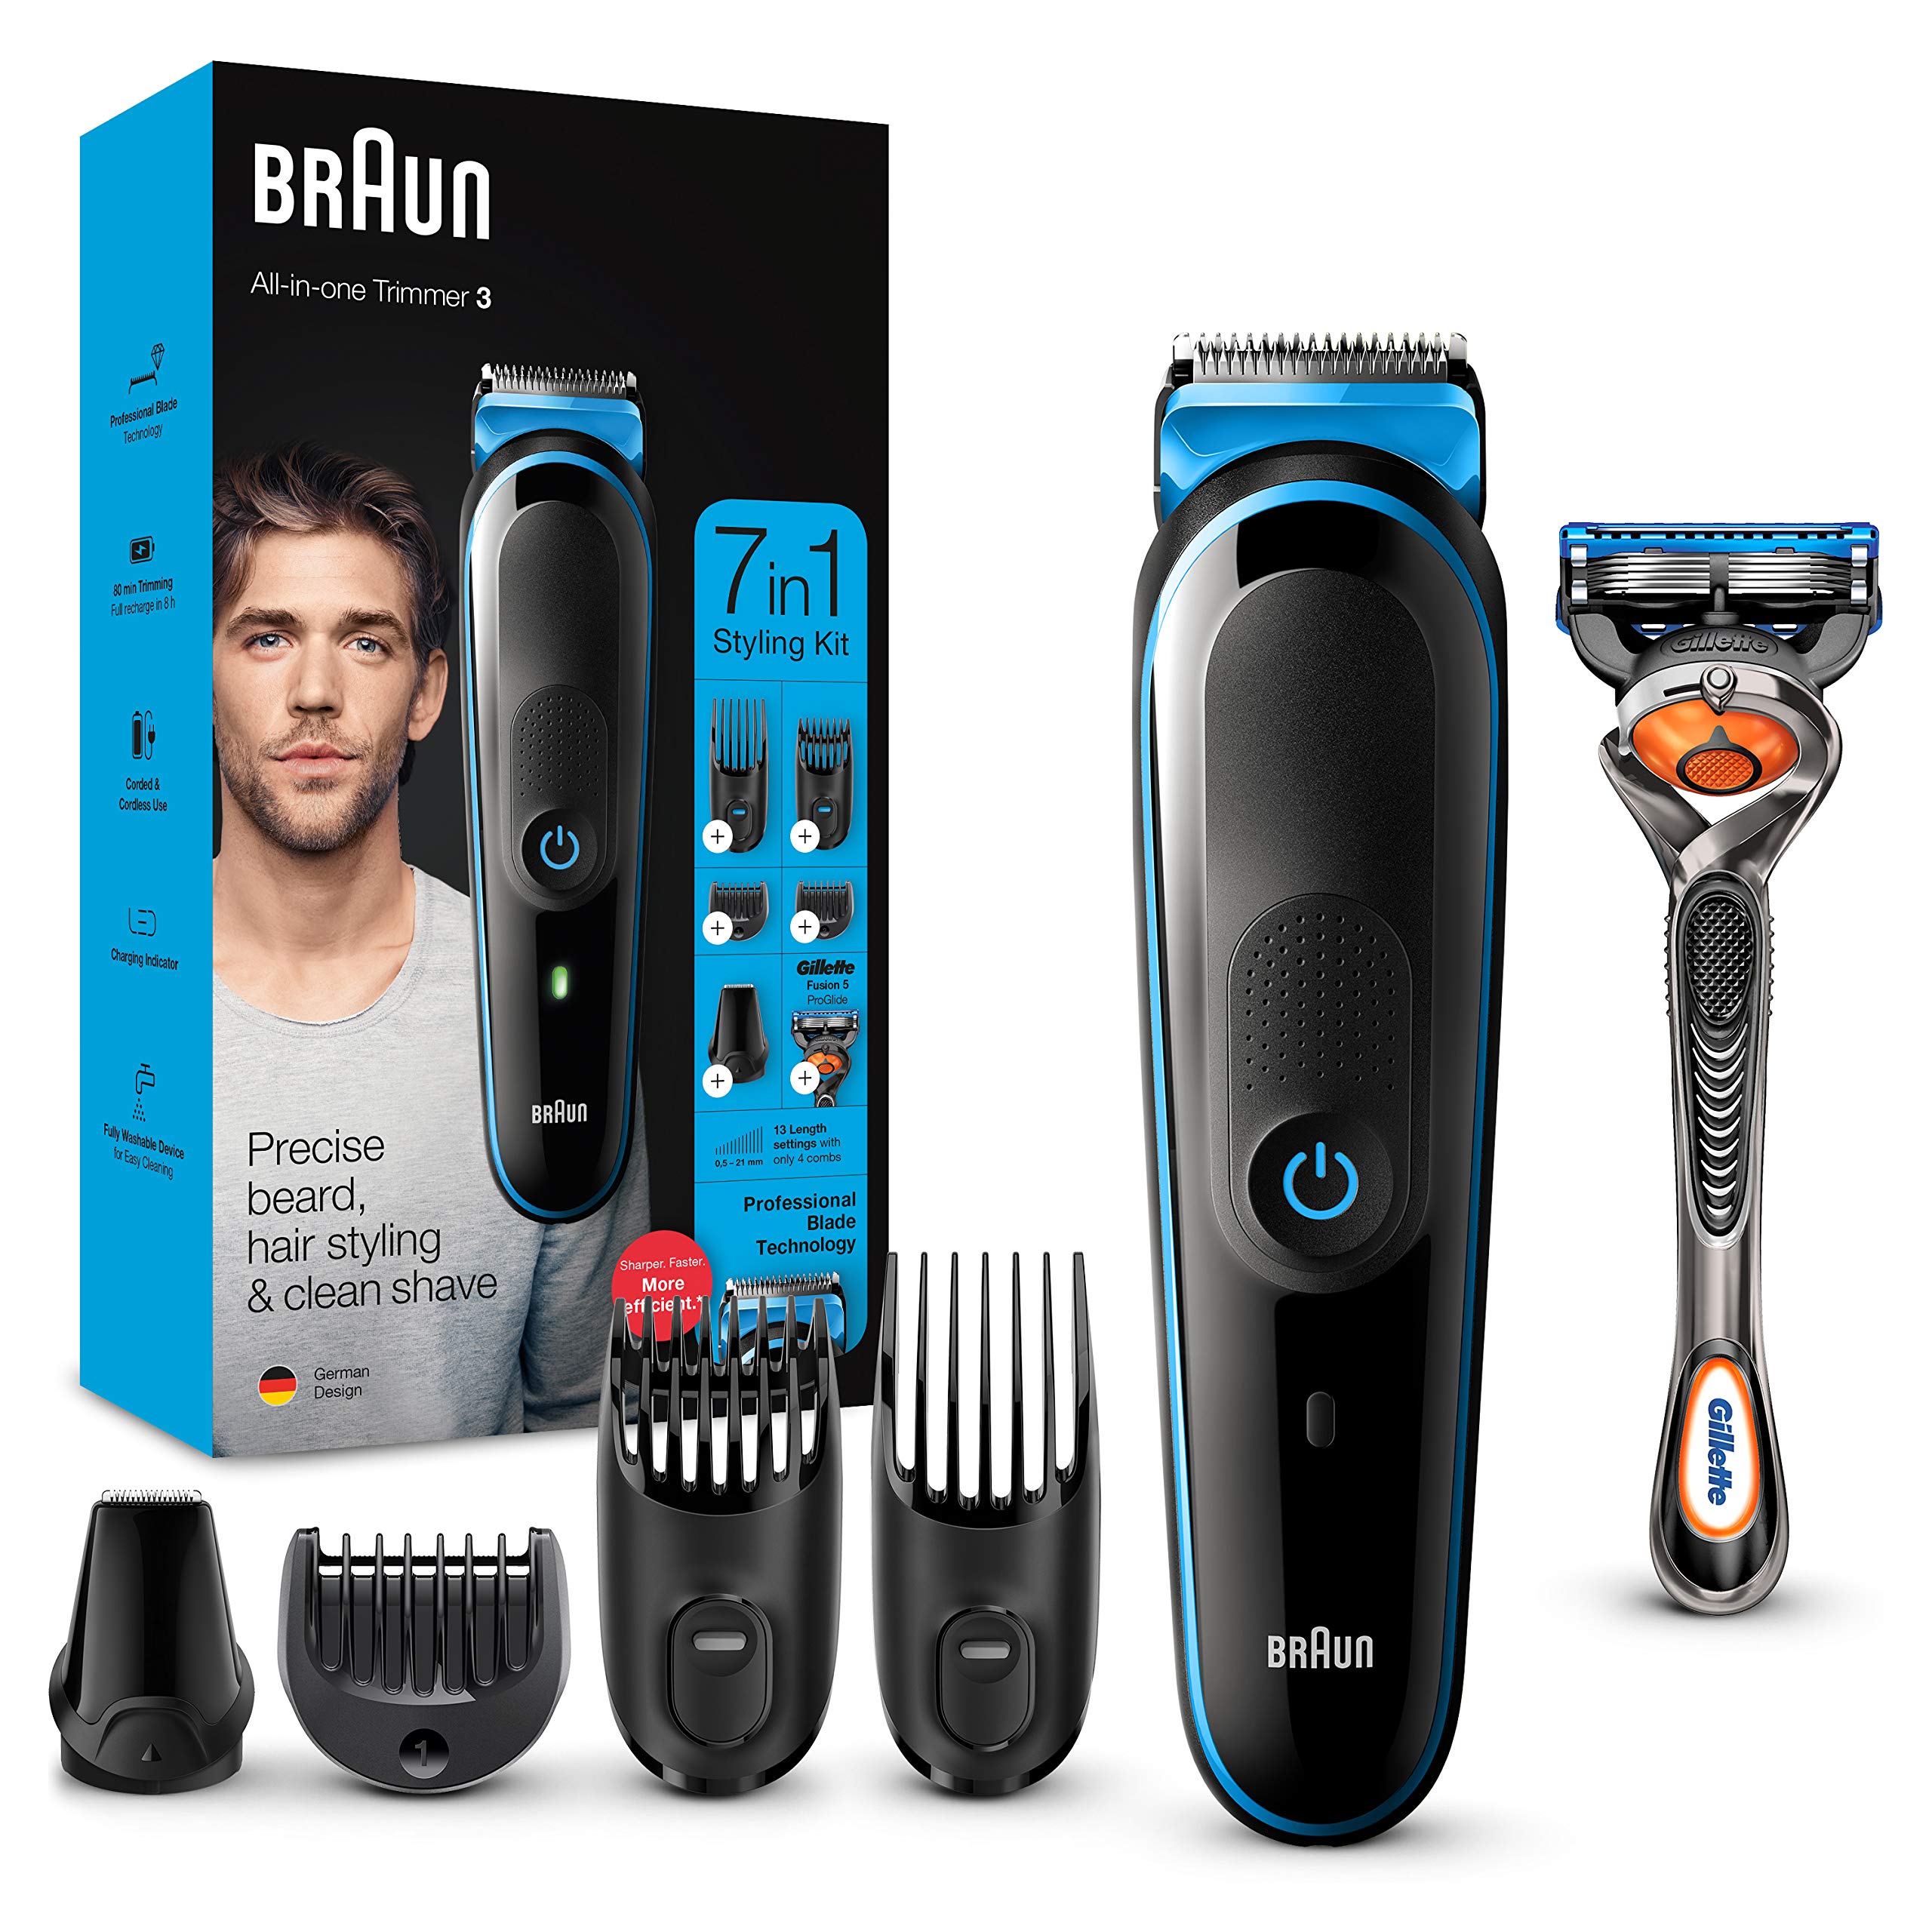 BRAUN
All-in-one Trimmer 3
Professional Blade
Technology
80 min Trimming
Full recharge in 8 h
Corded &
Cordless Use
LED
Charging Indicator
Fully Washable Device
for Easy Cleaning
7in1
Styling Kit
Gillette
Fusion 5
ProGlide
13 Length
settings with
only 4 combs
0,5 – 21 mm
Professional
Blade
Technology
Sharper. Faster.
More
efficient.*
BRAUN
Precise
beard,
hair styling
& clean shave
German
Design
1
BRAUN
Gillette
Gillette